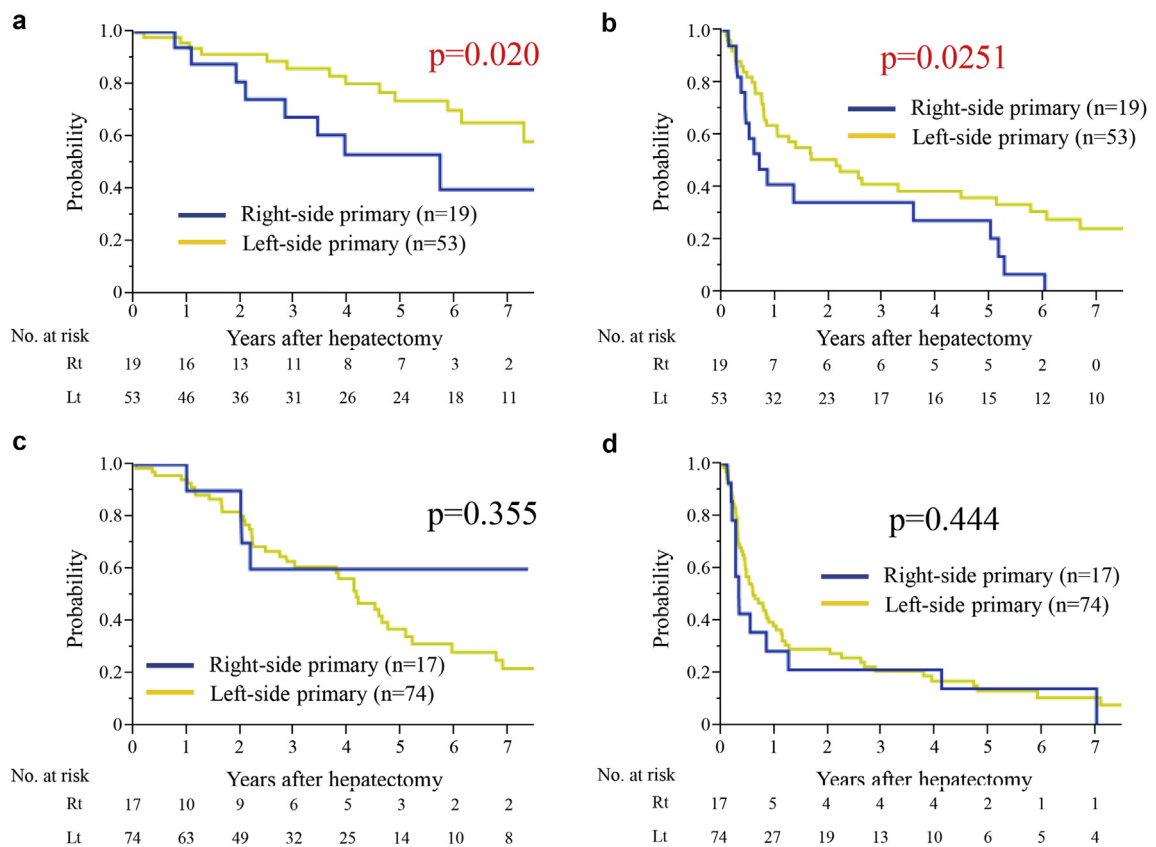 a
p=0.020
Probability
1.0
0.8
0.6
0.4
0.2
0
Right-side primary (n=19)
Left-side primary (n=53)
0 1 2 3 4 5 6 7
No. at risk
Years after hepatectomy
Rt 19 16 13 11 8 7 3 2
Lt 53 46 36 31 26 24 18 11
b
p=0.0251
Probability
1.0
0.8
0.6
0.4
0.2
0
Right-side primary (n=19)
Left-side primary (n=53)
0 1 2 3 4 5 6 7
No. at risk
Years after hepatectomy
Rt 19 7 6 6 5 5 2 0
Lt 53 32 23 17 16 15 12 10
c
p=0.355
Probability
1.0
0.8
0.6
0.4
0.2
0
Right-side primary (n=17)
Left-side primary (n=74)
0 1 2 3 4 5 6 7
No. at risk
Years after hepatectomy
Rt 17 10 9 6 5 3 2 2
Lt 74 63 49 32 25 14 10 8
d
p=0.444
Probability
1.0
0.8
0.6
0.4
0.2
0
Right-side primary (n=17)
Left-side primary (n=74)
0 1 2 3 4 5 6 7
No. at risk
Years after hepatectomy
Rt 17 5 4 4 4 2 1 1
Lt 74 27 19 13 10 6 5 4